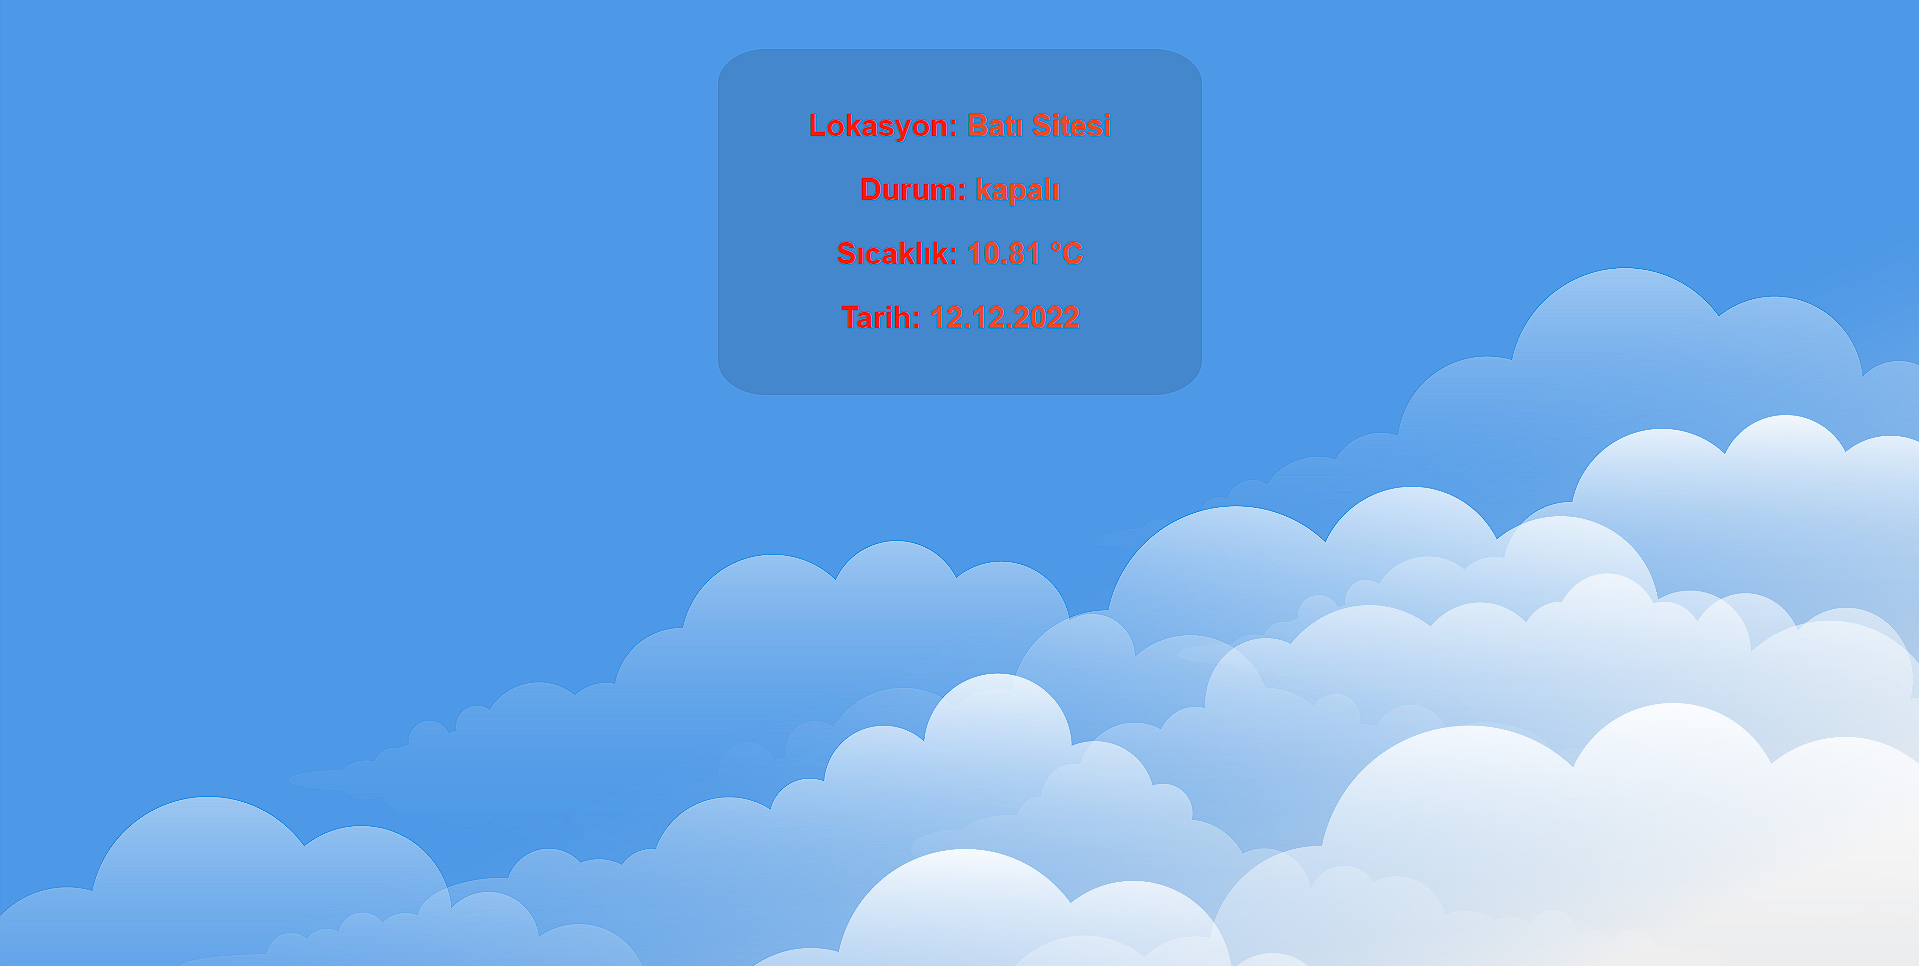 Lokasyon: Batı Sitesi
Durum: kapalı
Sıcaklık: 10.81 °C
Tarih: 12.12.2022